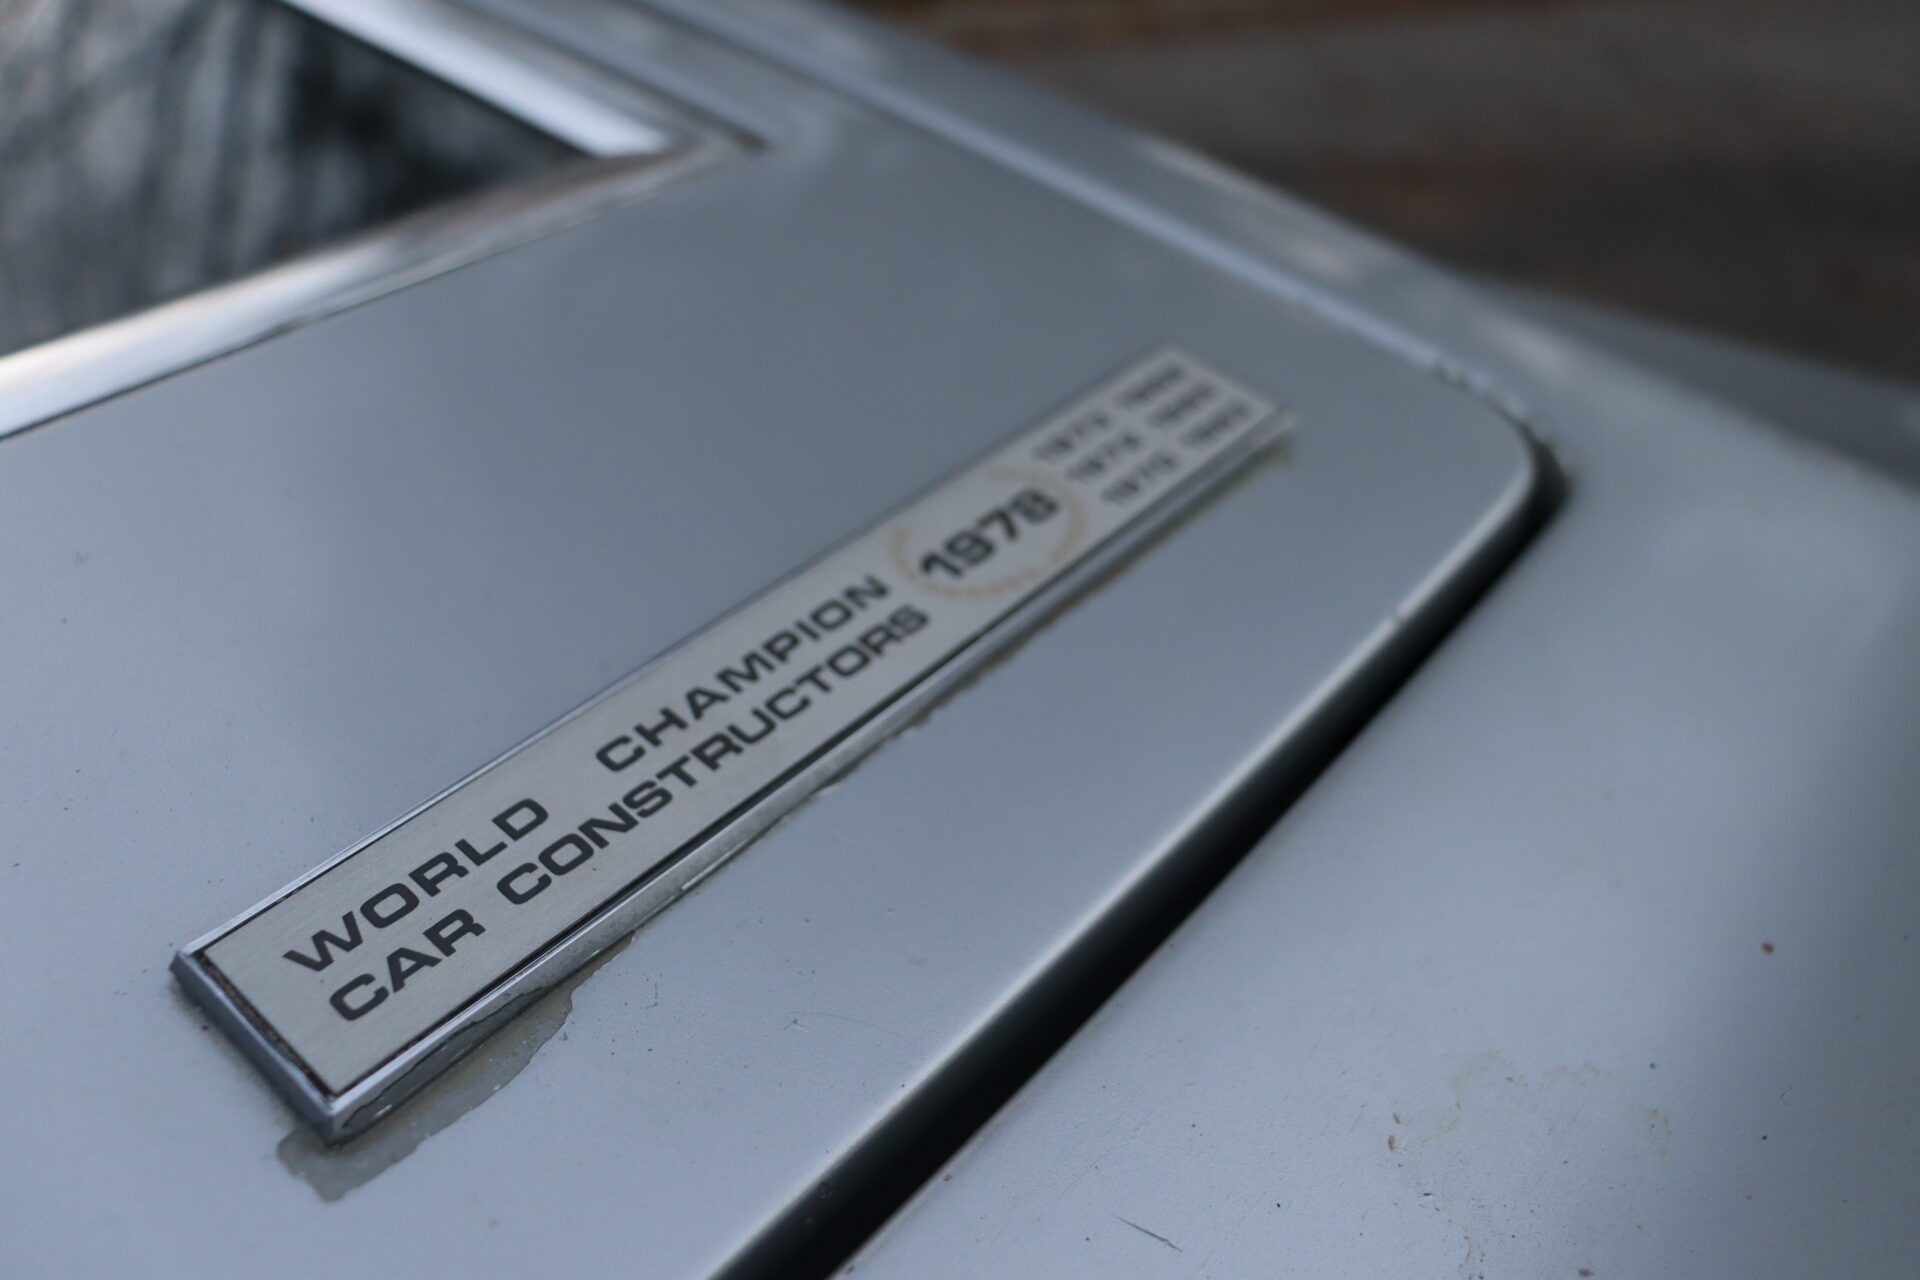 WORLD CHAMPION
CAR CONSTRUCTORS
1978